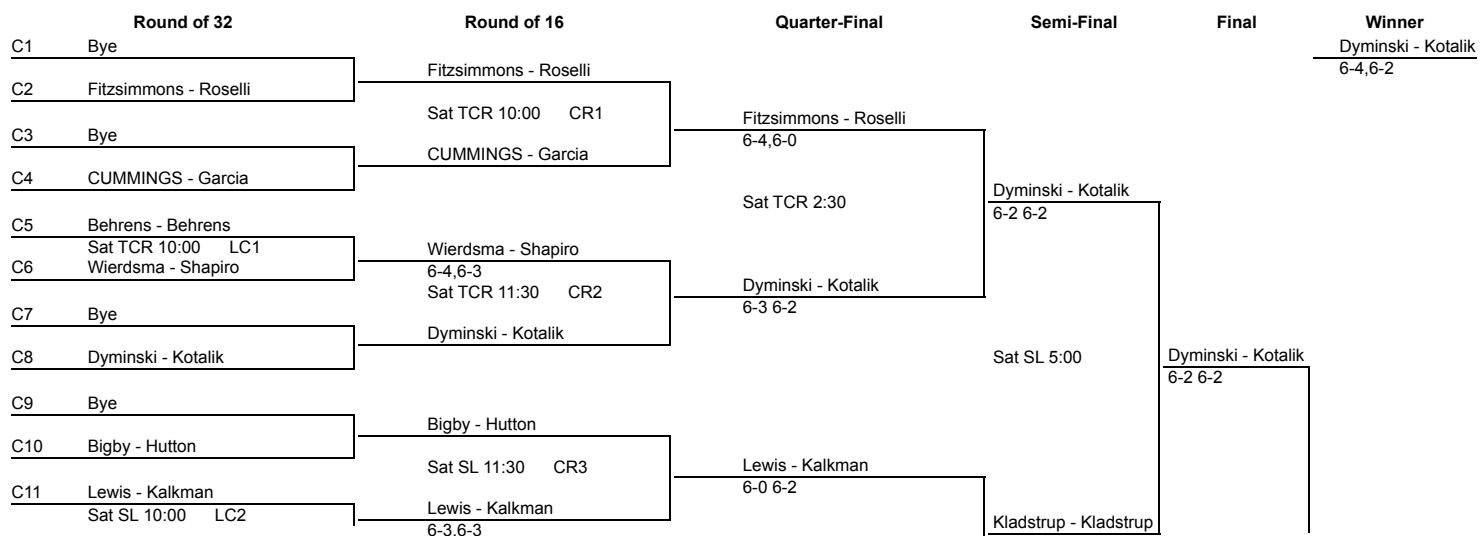 Round of 32 Round of 16 Quarter-Final Semi-Final Final Winner
C1 Bye Dyminski - Kotalik
Fitzsimmons - Roselli 6-4,6-2
C2 Fitzsimmons - Roselli
Sat TCR 10:00 CR1 Fitzsimmons - Roselli
C3 Bye 6-4,6-0
CUMMINGS - Garcia
C4 CUMMINGS - Garcia Dyminski - Kotalik
Sat TCR 2:30 6-2 6-2
C5 Behrens - Behrens
Sat TCR 10:00 LC1 Wierdsma - Shapiro
C6 Wierdsma - Shapiro 6-4,6-3
Sat TCR 11:30 CR2 Dyminski - Kotalik
C7 Bye 6-3 6-2
Dyminski - Kotalik
C8 Dyminski - Kotalik Sat SL 5:00 Dyminski - Kotalik
6-2 6-2
C9 Bye
Bigby - Hutton
C10 Bigby - Hutton
Sat SL 11:30 CR3 Lewis - Kalkman
C11 Lewis - Kalkman 6-0 6-2
Sat SL 10:00 LC2 Lewis - Kalkman Kladstrup - Kladstrup
6-3,6-3